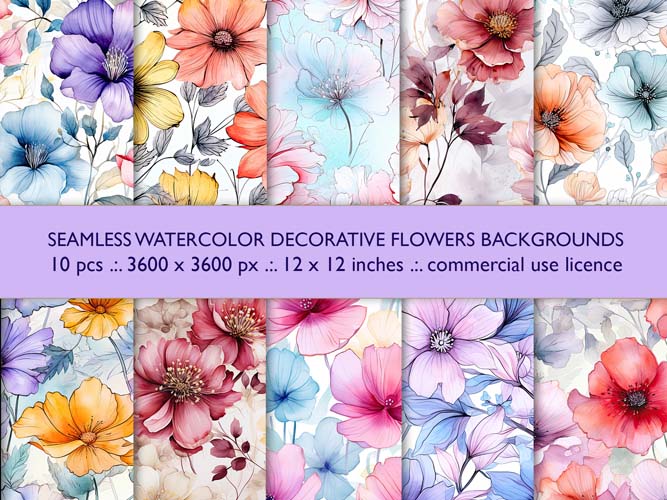 SEAMLESS WATERCOLOR DECORATIVE FLOWERS BACKGROUNDS
10 pcs .:. 3600 x 3600 px .:. 12 x 12 inches .:. commercial use licence